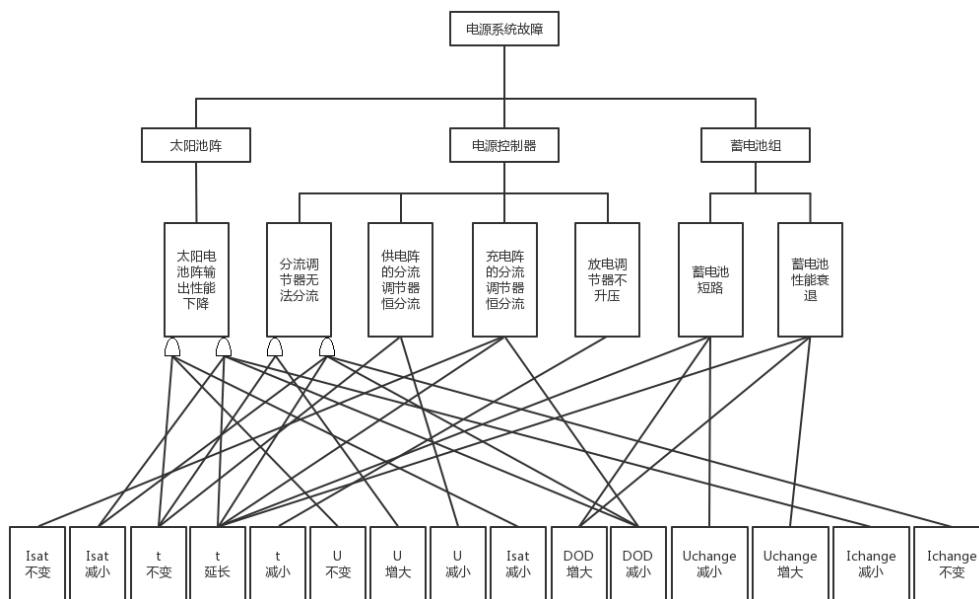 电源系统故障
太阳池阵
电源控制器
蓄电池组
太阳电
池阵输
出性能
下降
分流调
节器无
法分流
供电阵
的分流
调节器
恒分流
充电阵
的分流
调节器
恒分流
放电调
节器不
升压
蓄电池
短路
蓄电池
性能衰
退
Isat
不变
Isat
减小
t
不变
t
延长
t
减小
U
不变
U
增大
U
减小
Isat
减小
DOD
增大
DOD
减小
Uchange
减小
Uchange
增大
Ichange
减小
Ichange
不变